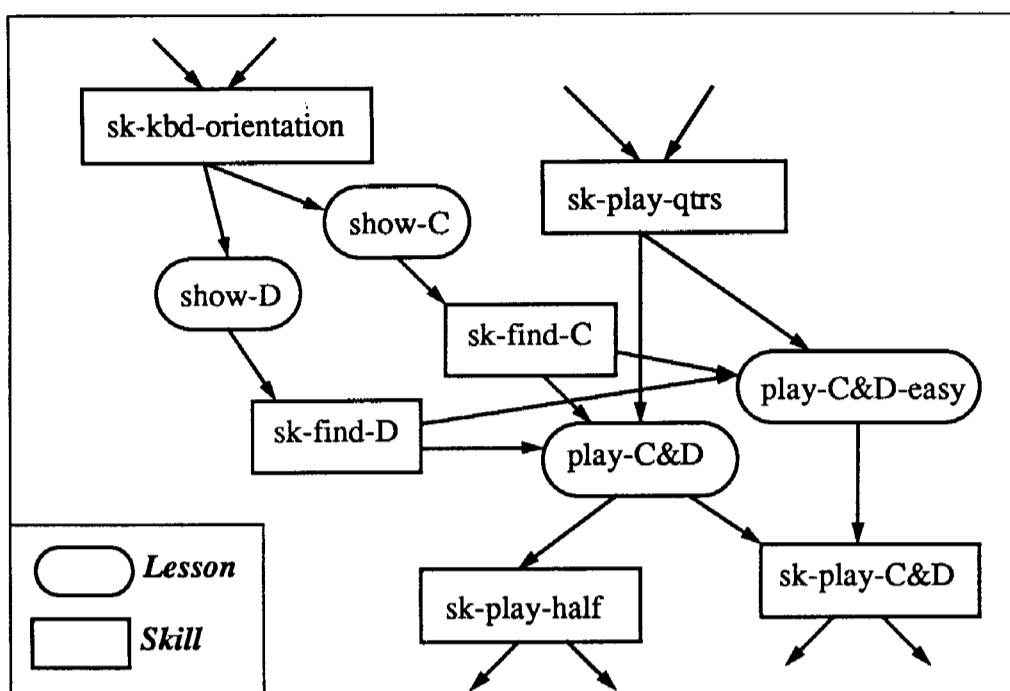 sk-kbd-orientation
sk-play-qtrs
show-C
show-D
sk-find-C
play-C&D-easy
sk-find-D
play-C&D
sk-play-half
sk-play-C&D
Lesson
Skill